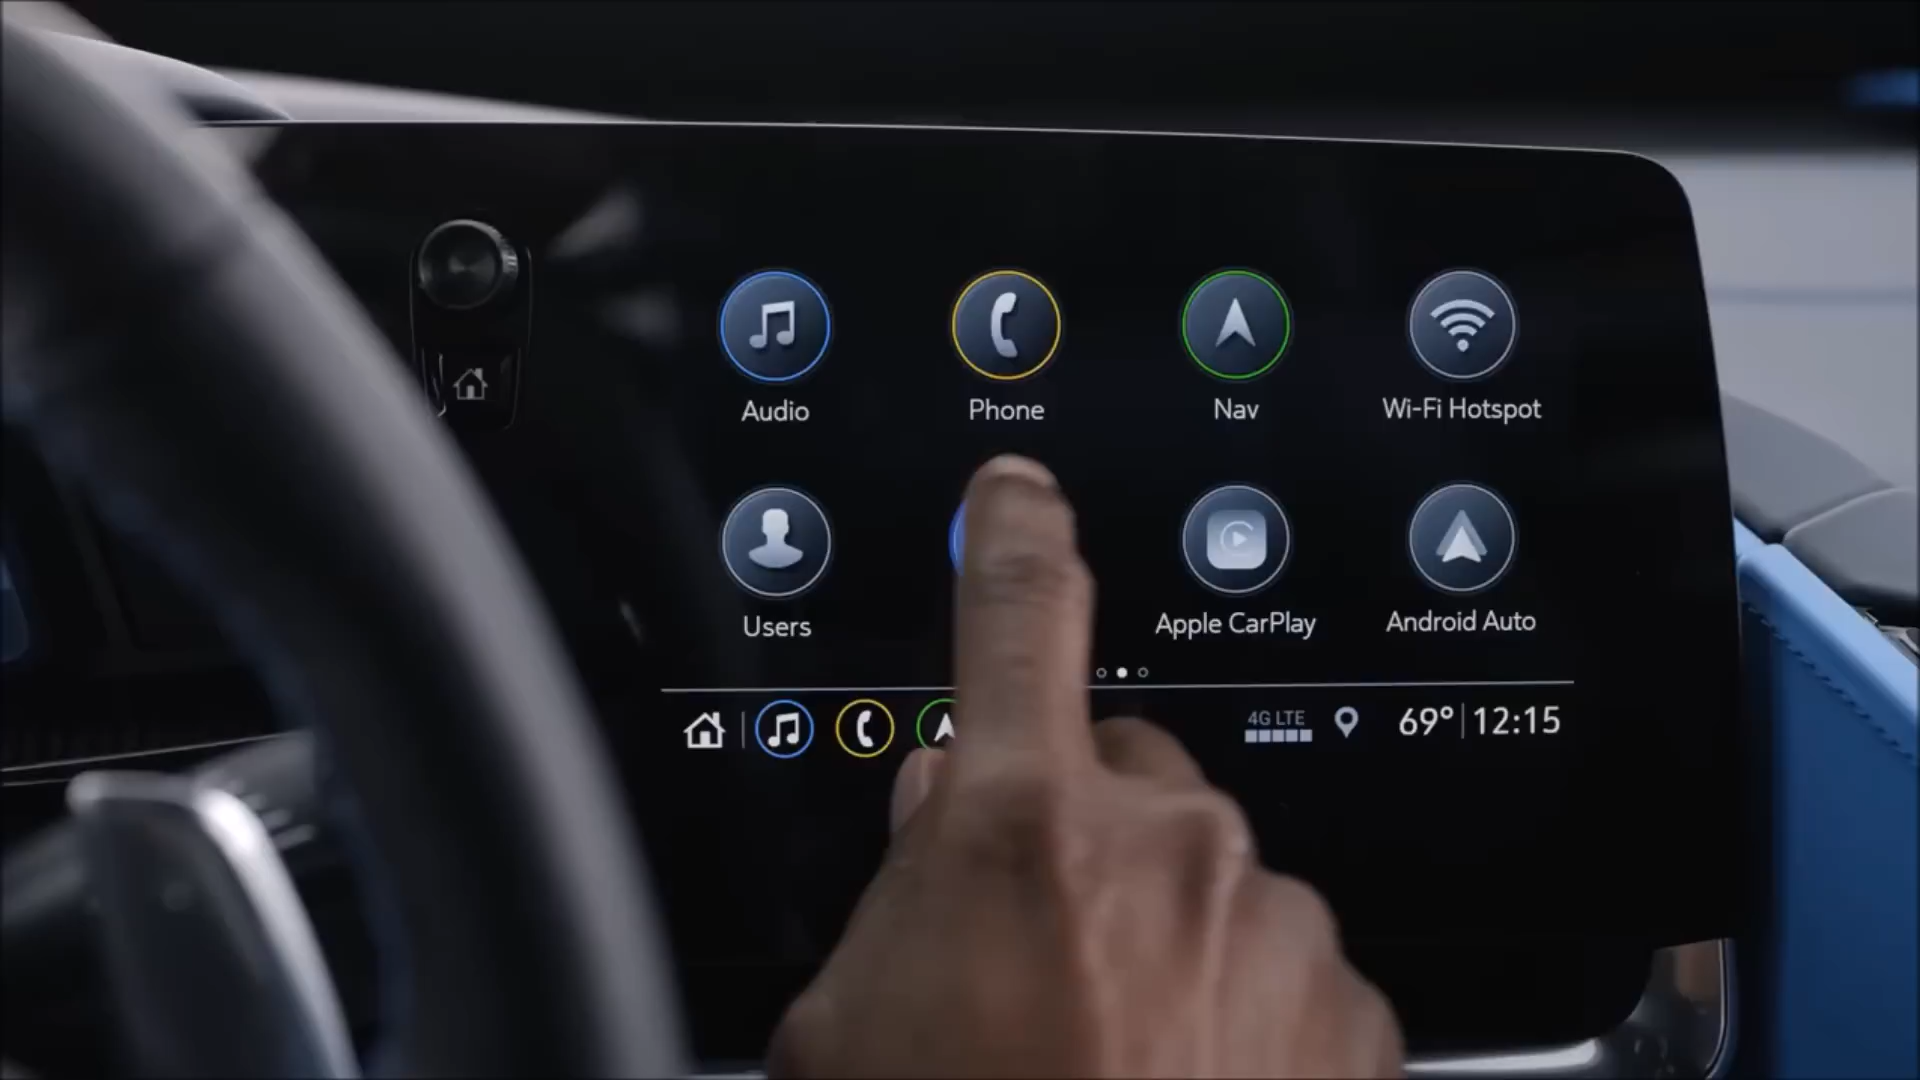 Audio
Phone
Nav
Wi-Fi Hotspot
Users
Apple CarPlay
Android Auto
4G LTE
69° | 12:15